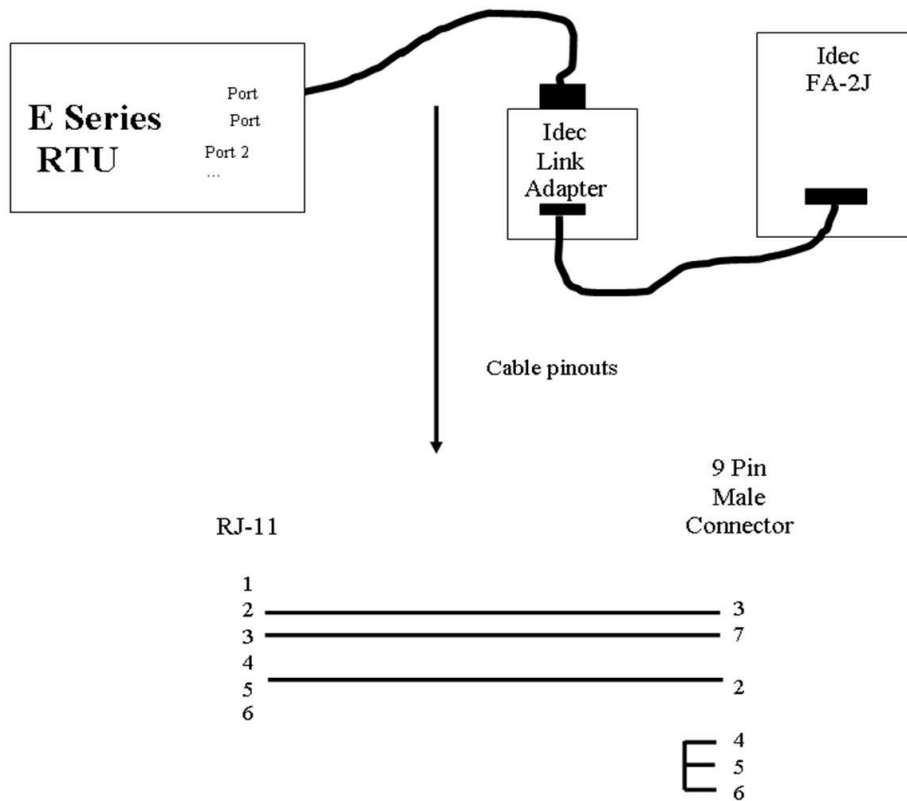 E Series
RTU
Port
Port
Port 2
...
Idec
Link
Adapter
Idec
FA-2J
Cable pinouts
RJ-11
9 Pin
Male
Connector
1
2
3
3
7
4
5
2
6
4
5
6